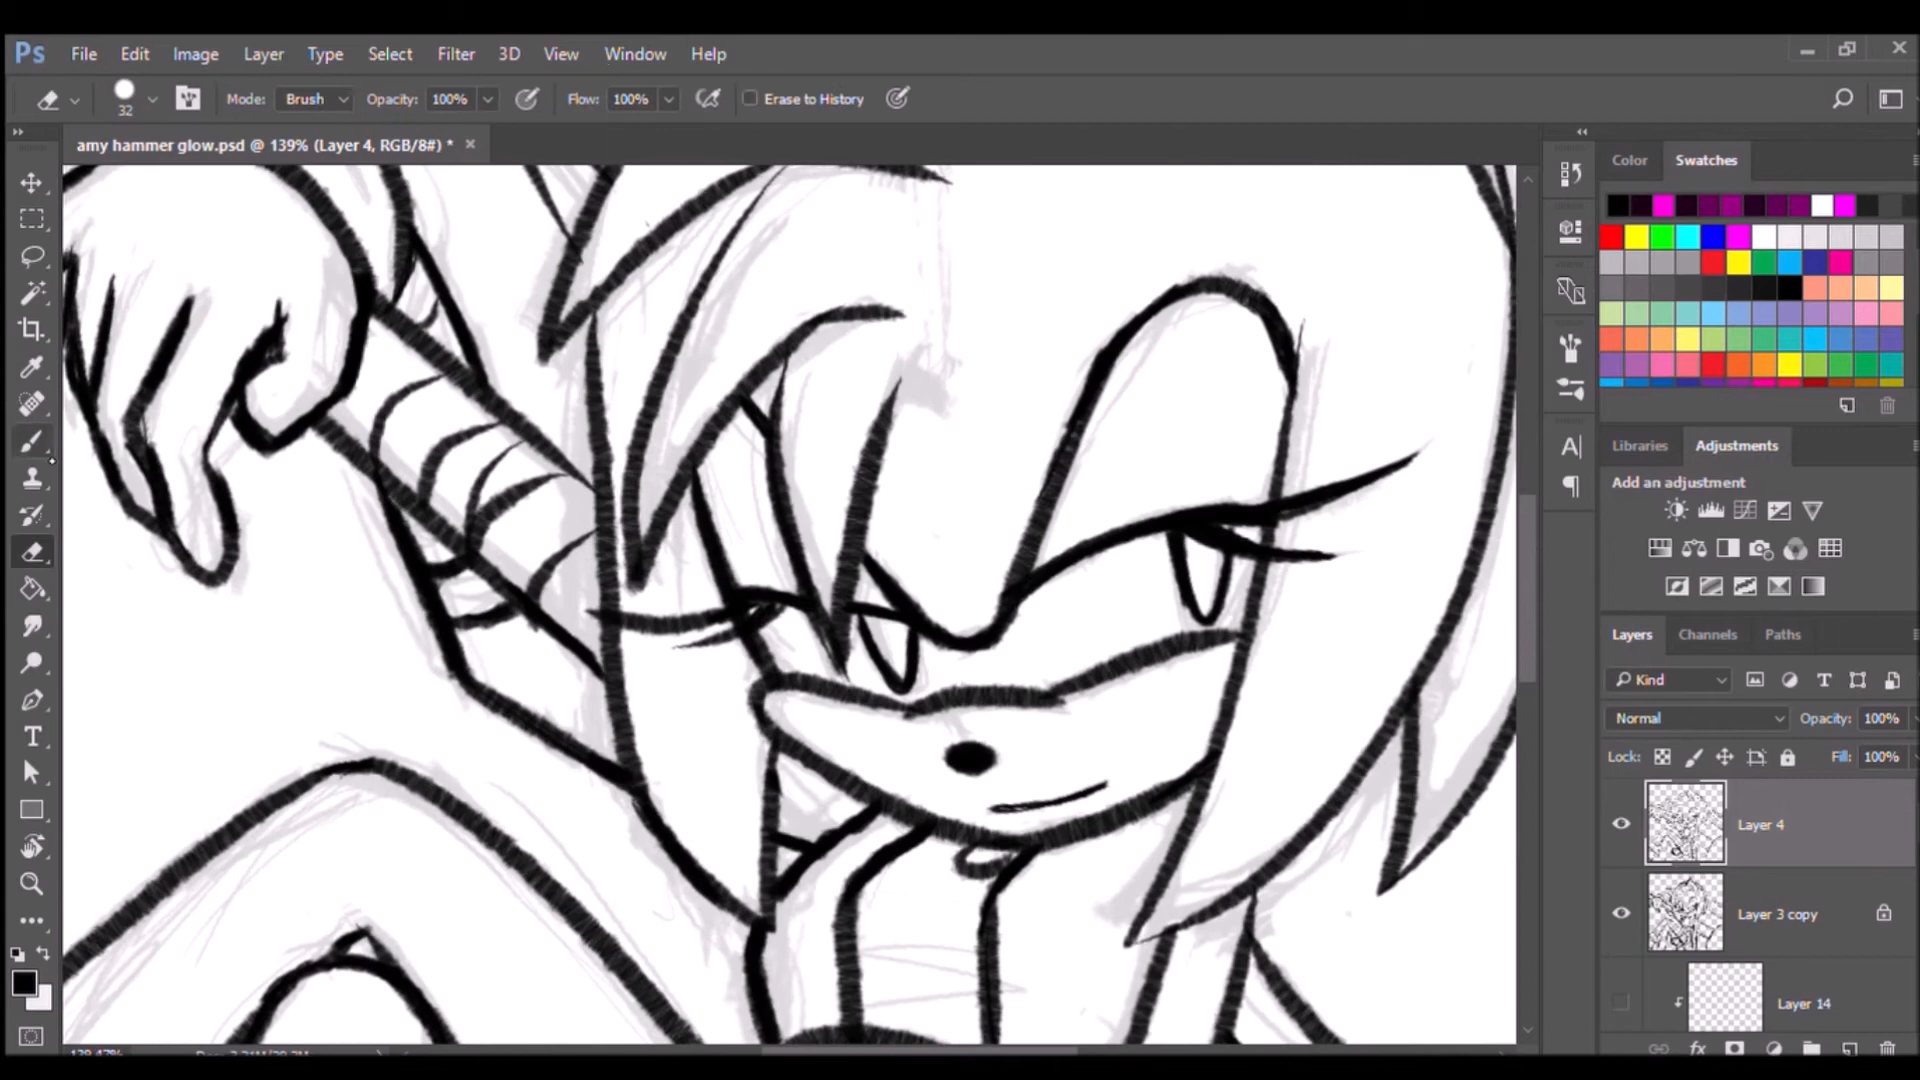 Ps File Edit Image Layer Type Select Filter 3D View Window Help
32 Mode: Brush Opacity: 100% Flow: 100% Erase to History
amy hammer glow.psd @ 139% (Layer 4, RGB/8#) * ×
Color Swatches
Libraries Adjustments
Add an adjustment
Layers Channels Paths
Kind
Normal Opacity: 100%
Lock: Fill: 100%
Layer 4
Layer 3 copy
Layer 14
fx